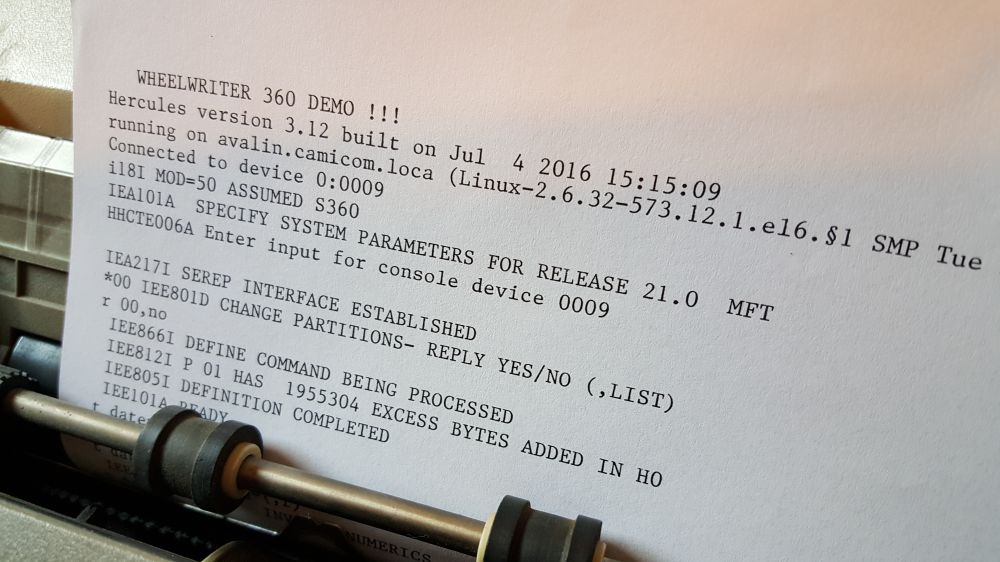 WHEELWRITER 360 DEMO !!!
Hercules version 3.12 built on Jul  4 2016 15:15:09
running on avalin.camicom.loca (Linux-2.6.32-573.12.1.el6.§1 SMP Tue
Connected to device 0:0009
i18I MOD=50 ASSUMED S360
IEA101A  SPECIFY SYSTEM PARAMETERS FOR RELEASE 21.0  MFT
HHCTE006A Enter input for console device 0009
IEA217I SEREP INTERFACE ESTABLISHED
*00 IEE801D CHANGE PARTITIONS- REPLY YES/NO (,LIST)
r 00,no
IEE866I DEFINE COMMAND BEING PROCESSED
IEE812I P 01 HAS  1955304 EXCESS BYTES ADDED IN HO
IEE805I DEFINITION COMPLETED
IEE101A READY
t date
NUMERICS